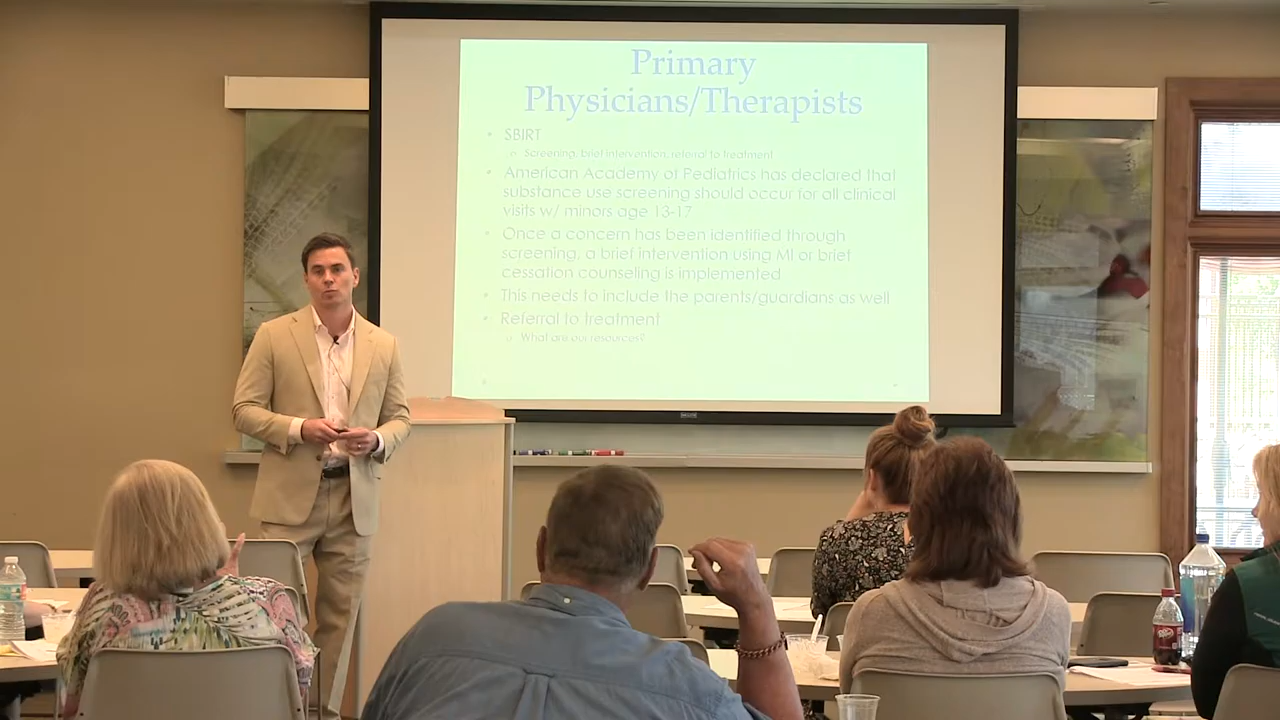 Primary
Physicians/Therapists
SBIRT
Screening, brief intervention, referral to treatment
American Academy of Pediatrics has declared that
substance use screening should occur for all clinical
visits w/ minors age 13-17
Once a concern has been identified through
screening, a brief intervention using MI or brief
cessation counseling is implemented
This needs to include the parents/guardians as well
Referral to treatment
What are our resources?